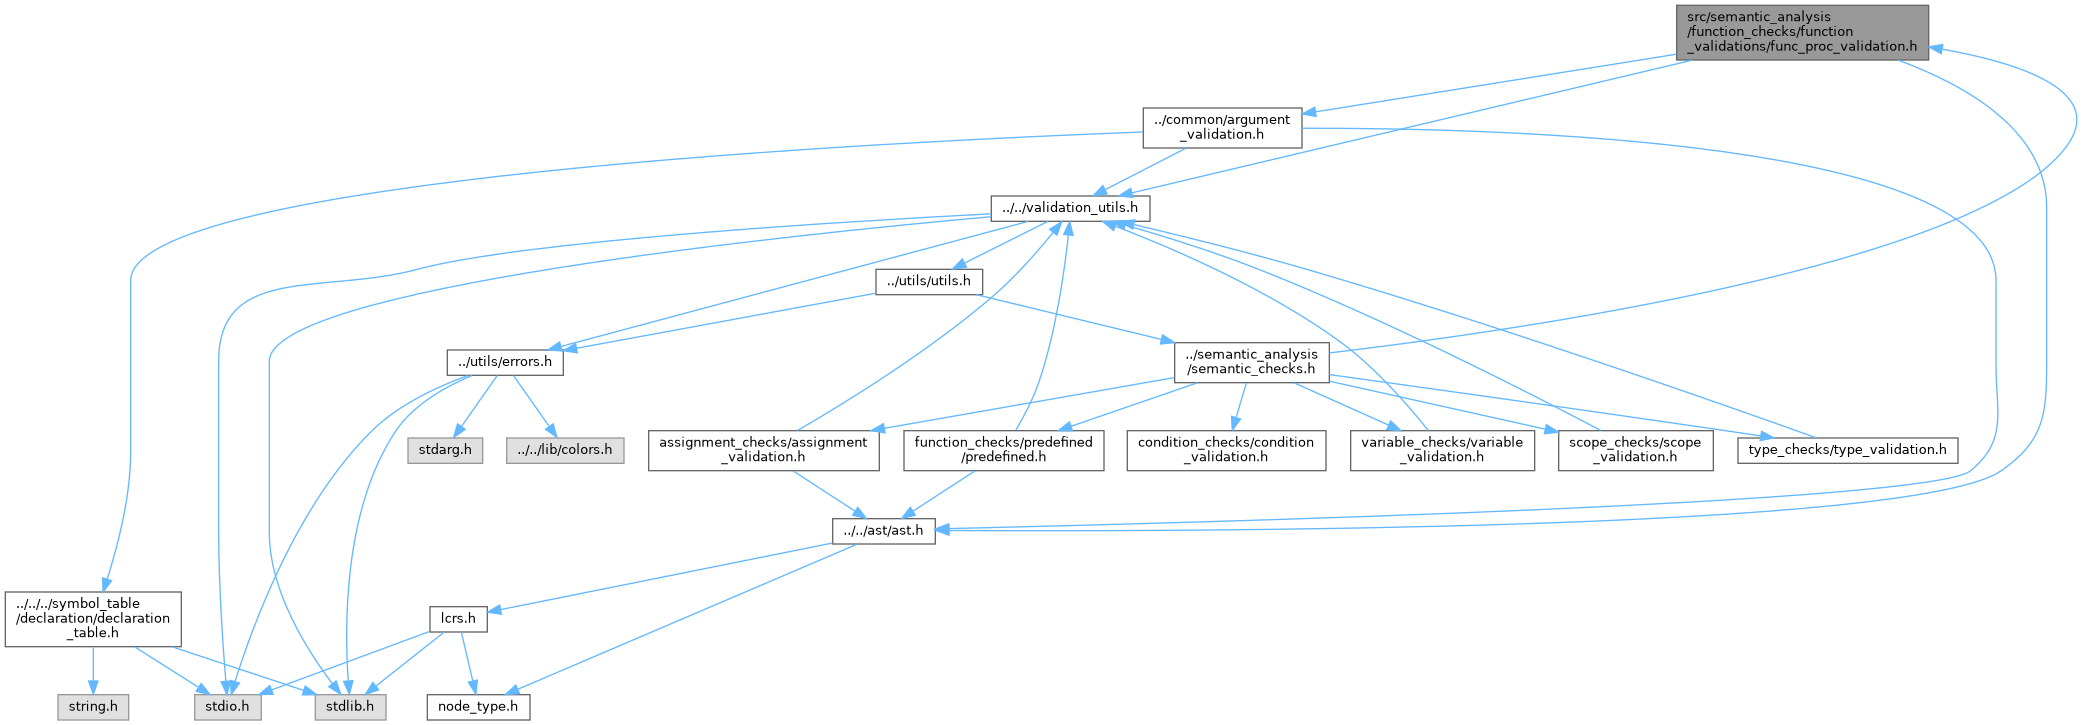 src/semantic_analysis
/function_checks/function
_validations/func_proc_validation.h
../common/argument
_validation.h
../../validation_utils.h
../utils/utils.h
../utils/errors.h
../semantic_analysis
/semantic_checks.h
stdarg.h
../../lib/colors.h
assignment_checks/assignment
_validation.h
function_checks/predefined
/predefined.h
condition_checks/condition
_validation.h
variable_checks/variable
_validation.h
scope_checks/scope
_validation.h
type_checks/type_validation.h
../../ast/ast.h
../../../symbol_table
/declaration/declaration
_table.h
lcrs.h
string.h
stdio.h
stdlib.h
node_type.h